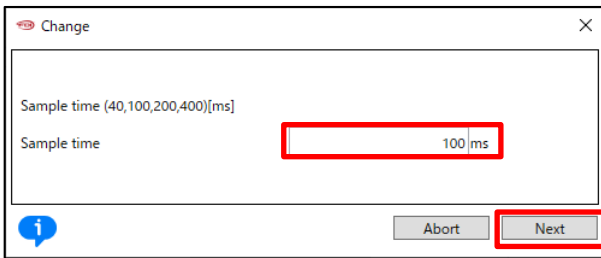 Change
Sample time (40,100,200,400)[ms]
Sample time
100 ms
Abort
Next